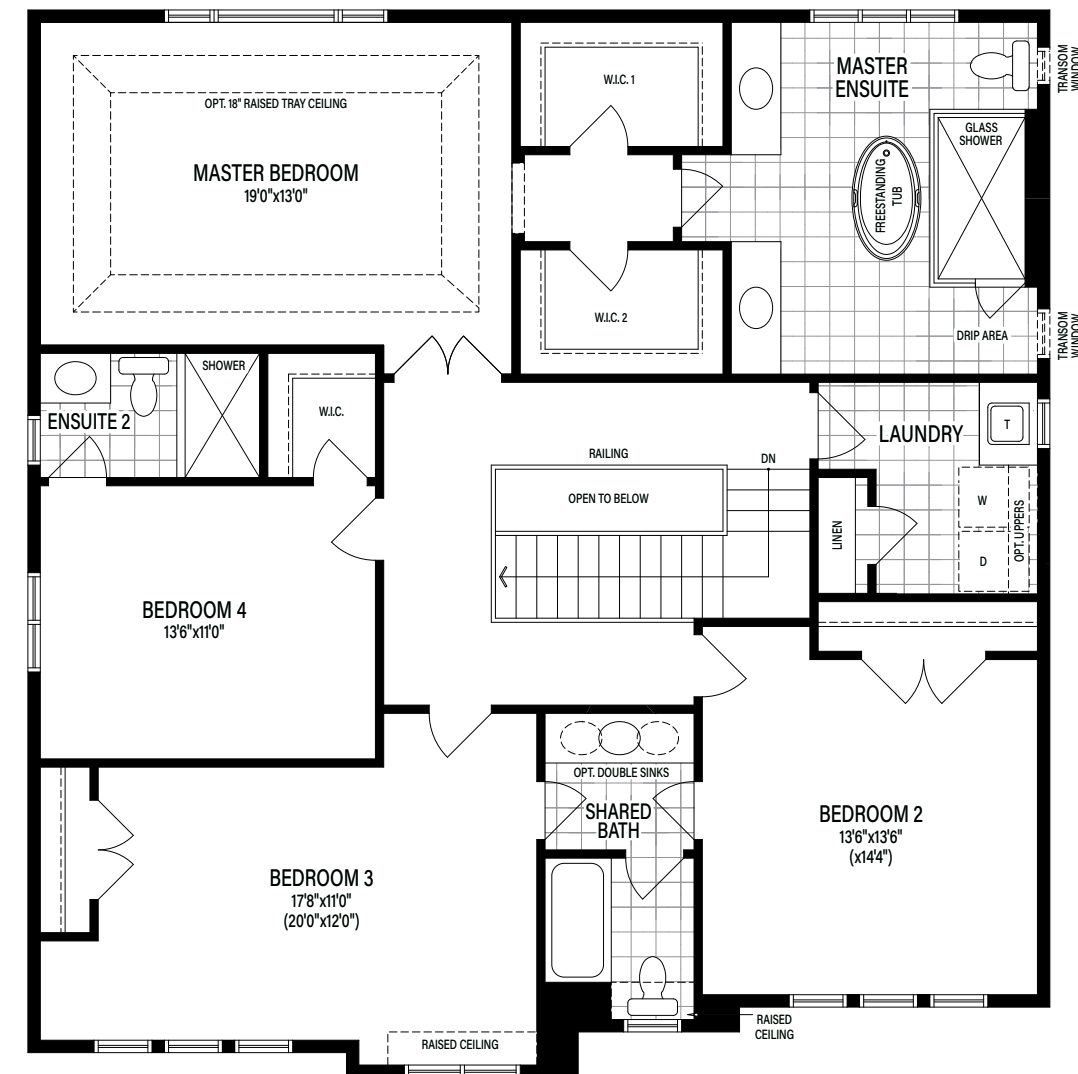 W.I.C. 1
MASTER
ENSUITE
TRANSOM
WINDOW
OPT. 18" RAISED TRAY CEILING
GLASS
SHOWER
MASTER BEDROOM
19'0"x13'0"
FREESTANDING
TUB
W.I.C. 2
DRIP AREA
TRANSOM
WINDOW
SHOWER
ENSUITE 2
W.I.C.
LAUNDRY
T
RAILING
DN
OPEN TO BELOW
W
LINEN
OPT. UPPERS
D
BEDROOM 4
13'6"x11'0"
OPT. DOUBLE SINKS
SHARED
BATH
BEDROOM 2
13'6"x13'6"
(x14'4")
BEDROOM 3
17'8"x11'0"
(20'0"x12'0")
RAISED
CEILING
RAISED CEILING